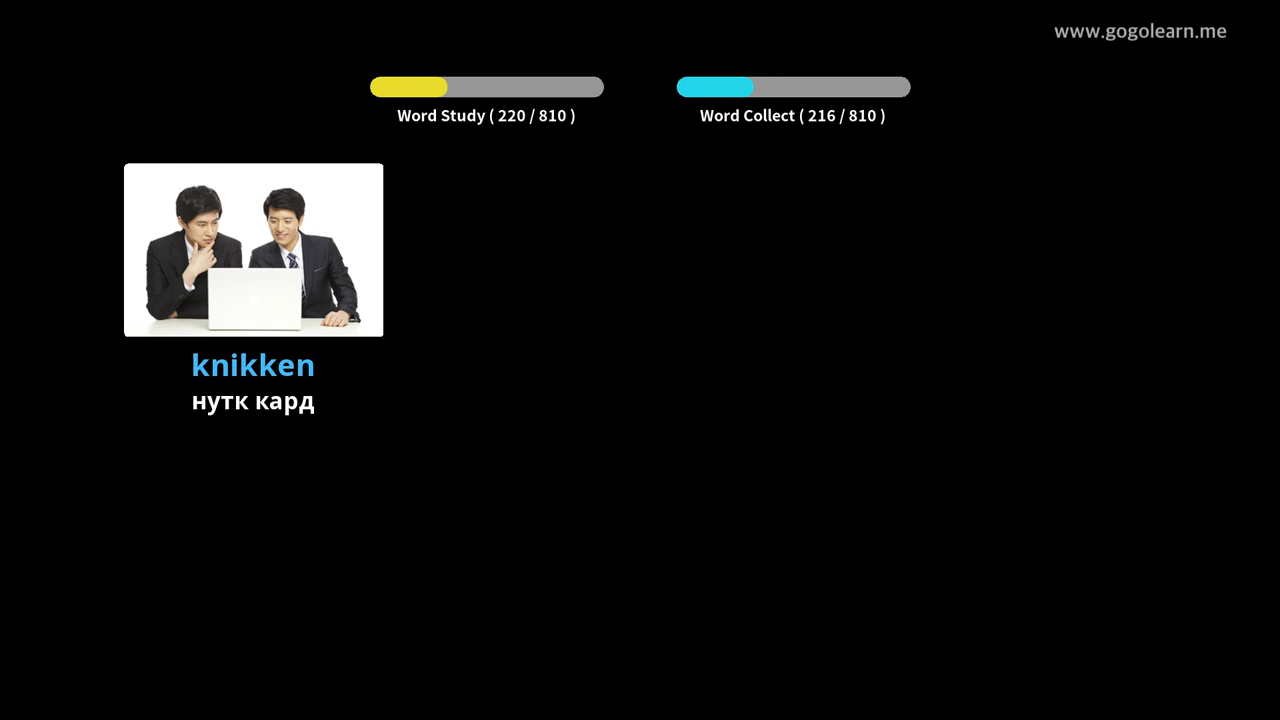 www.gogolearn.me
Word Study ( 220 / 810 )
Word Collect ( 216 / 810 )
knikken
нутк кард